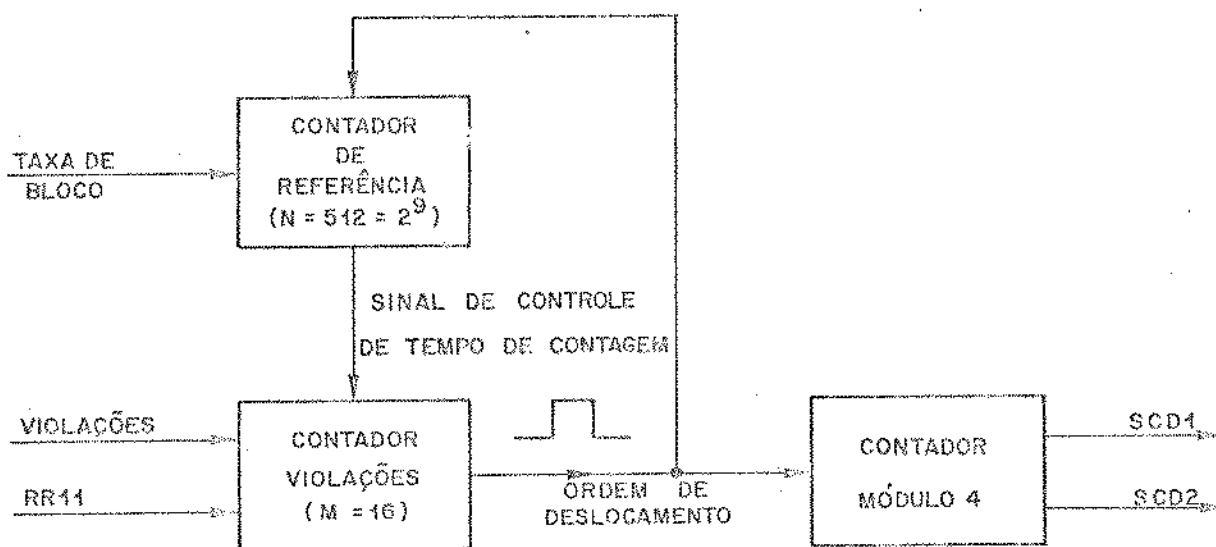 CONTADOR
DE
REFERÊNCIA
(N = 512 = 2⁹)
TAXA DE
BLOCO
SINAL DE CONTROLE
DE TEMPO DE CONTAGEM
VIOLAÇÕES
RR11
CONTADOR
VIOLAÇÕES
(M = 16)
ORDEM DE
DESLOCAMENTO
CONTADOR
MÓDULO 4
SCD1
SCD2